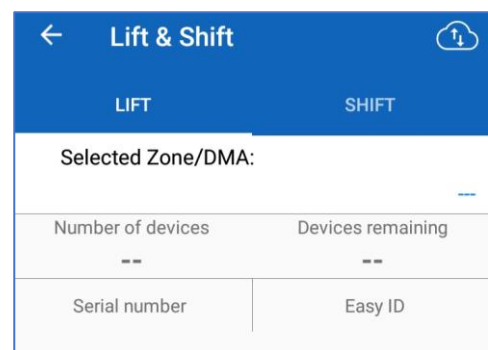 Lift & Shift
LIFT SHIFT
Selected Zone/DMA:
---
Number of devices Devices remaining
-- --
Serial number Easy ID